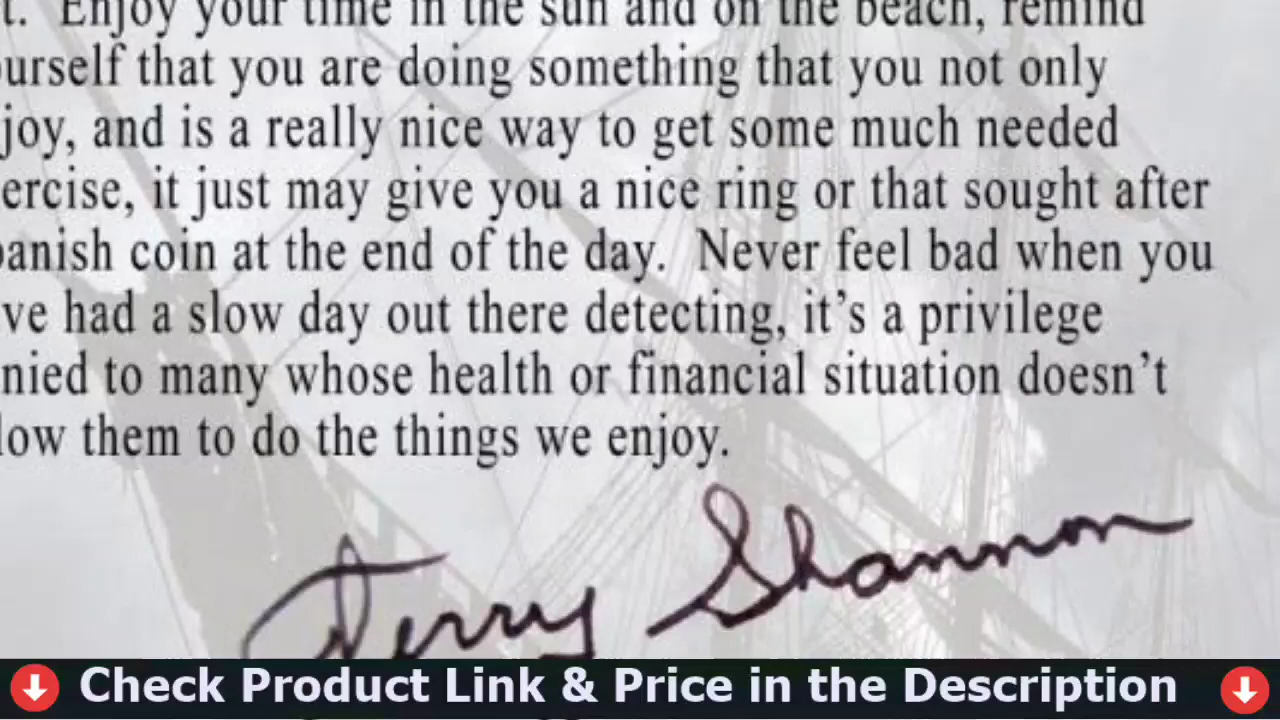 t. Enjoy your time in the sun and on the beach, remind
ourself that you are doing something that you not only
joy, and is a really nice way to get some much needed
ercise, it just may give you a nice ring or that sought after
panish coin at the end of the day. Never feel bad when you
ve had a slow day out there detecting, it's a privilege
nied to many whose health or financial situation doesn't
low them to do the things we enjoy.
Terry Shannon
Check Product Link & Price in the Description